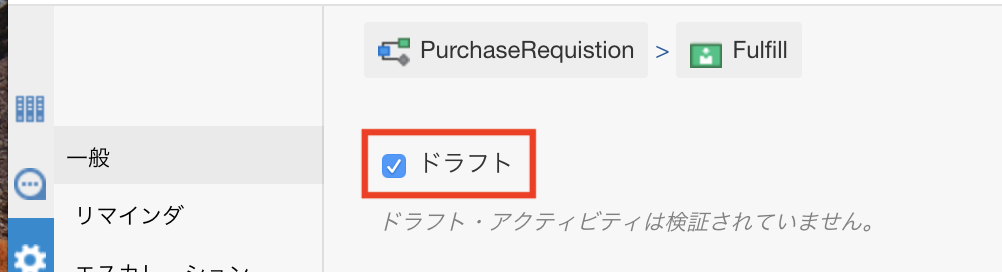 PurchaseRequistion > Fulfill
一般
ドラフト
リマインダ
ドラフト・アクティビティは検証されていません。
エスカレーション